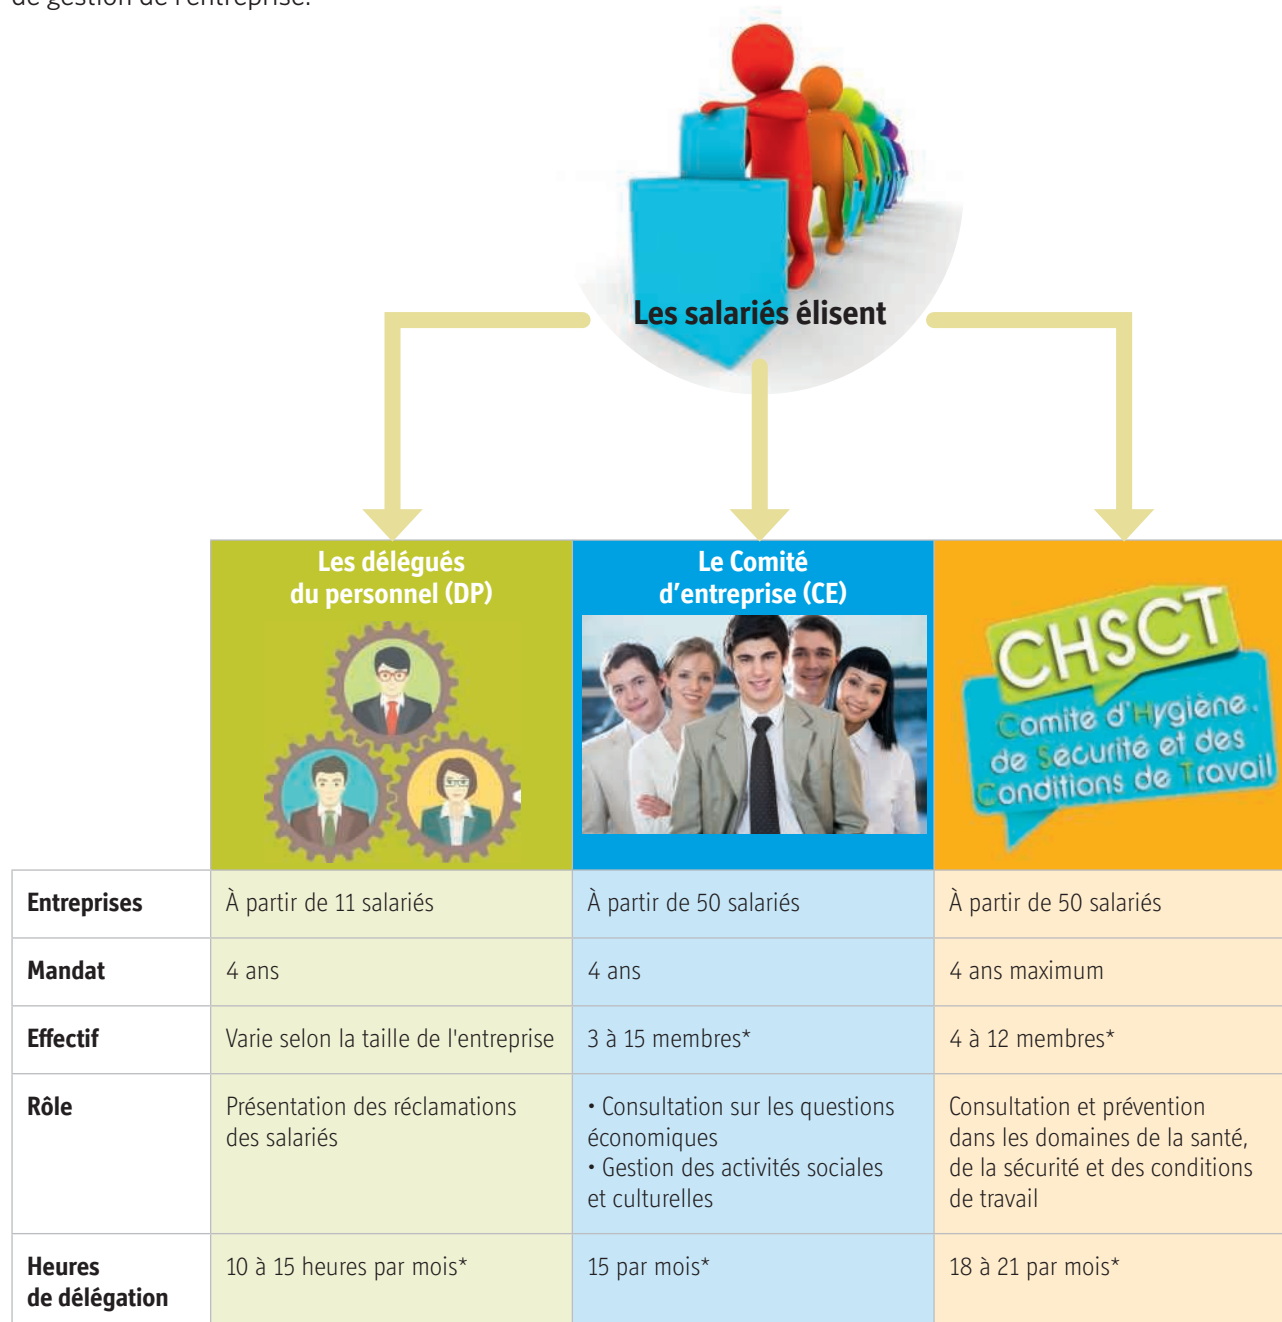 de gestion de l'entreprise.
Les salariés élisent
Les délégués
du personnel (DP)
Le Comité
d'entreprise (CE)
CHSCT
Comité d'Hygiène.
de Sécurité et des
Conditions de Travail
Entreprises
À partir de 11 salariés
À partir de 50 salariés
À partir de 50 salariés
Mandat
4 ans
4 ans
4 ans maximum
Effectif
Varie selon la taille de l'entreprise
3 à 15 membres*
4 à 12 membres*
Rôle
Présentation des réclamations
des salariés
• Consultation sur les questions
économiques
• Gestion des activités sociales
et culturelles
Consultation et prévention
dans les domaines de la santé,
de la sécurité et des conditions
de travail
Heures
de délégation
10 à 15 heures par mois*
15 par mois*
18 à 21 par mois*